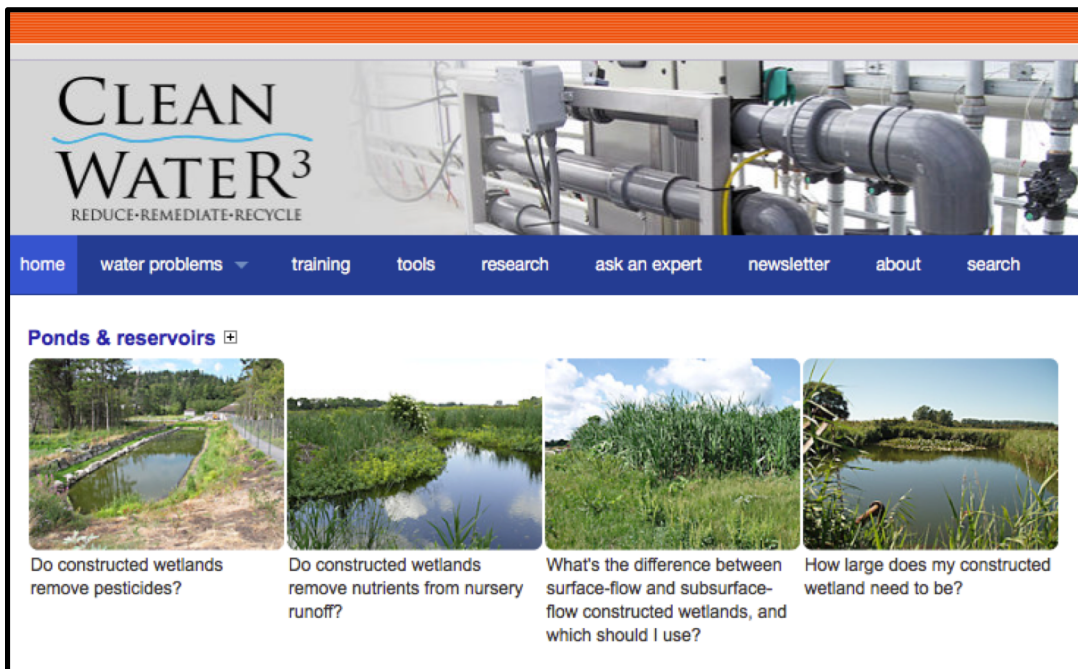 CLEAN
WATER³
REDUCE•REMEDIATE•RECYCLE
home water problems training tools research ask an expert newsletter about search
Ponds & reservoirs
Do constructed wetlands
remove pesticides?
Do constructed wetlands
remove nutrients from nursery
runoff?
What's the difference between
surface-flow and subsurface-
flow constructed wetlands, and
which should I use?
How large does my constructed
wetland need to be?